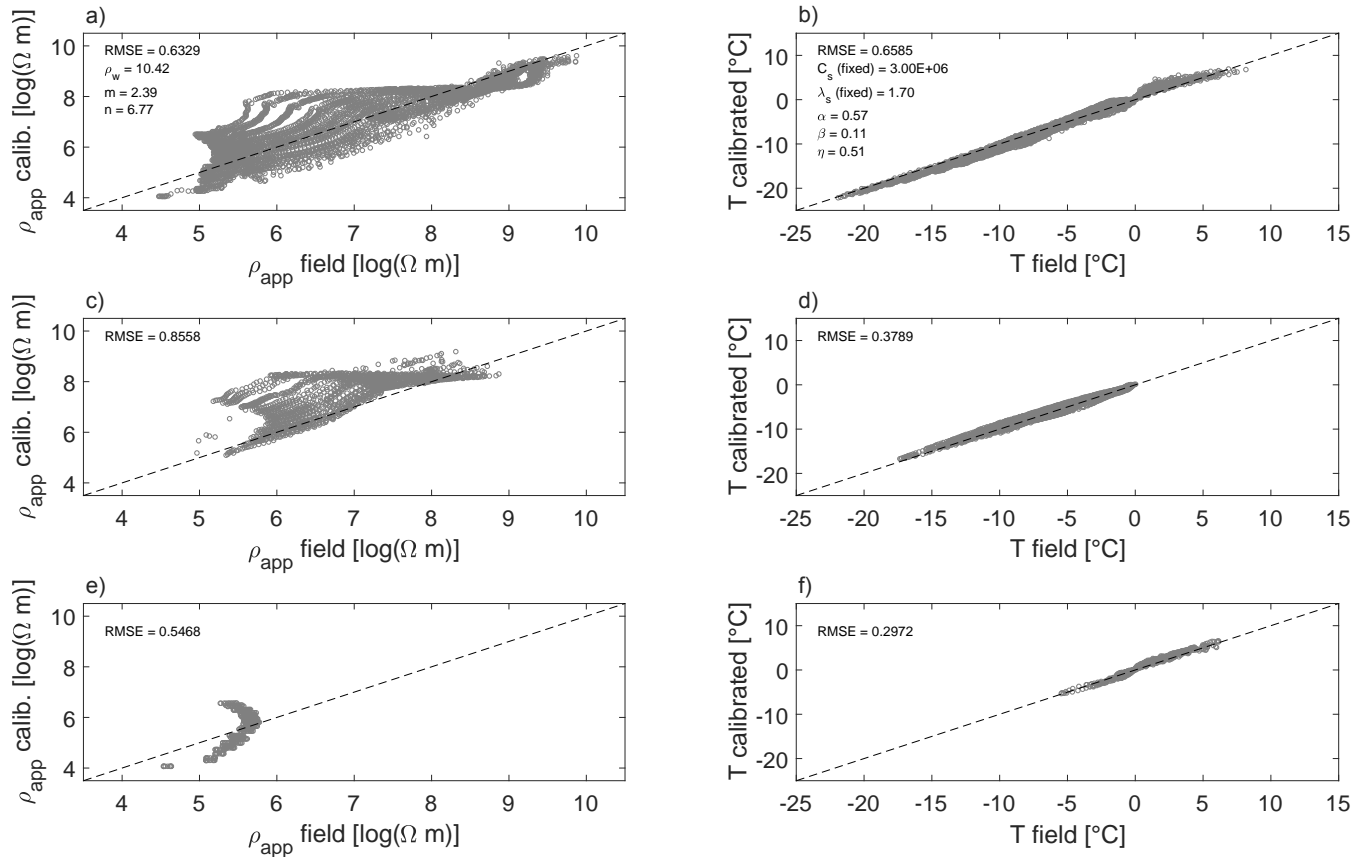 a)
RMSE = 0.6329
ρw = 10.42
m = 2.39
n = 6.77
10
8
6
4
ρapp calib. [log(Ω m)]
4 5 6 7 8 9 10
ρapp field [log(Ω m)]
b)
RMSE = 0.6585
Cs (fixed) = 3.00E+06
λs (fixed) = 1.70
α = 0.57
β = 0.11
η = 0.51
10
0
-10
-20
T calibrated [°C]
-25 -20 -15 -10 -5 0 5 10 15
T field [°C]
c)
RMSE = 0.8558
10
8
6
4
ρapp calib. [log(Ω m)]
4 5 6 7 8 9 10
ρapp field [log(Ω m)]
d)
RMSE = 0.3789
10
0
-10
-20
T calibrated [°C]
-25 -20 -15 -10 -5 0 5 10 15
T field [°C]
e)
RMSE = 0.5468
10
8
6
4
ρapp calib. [log(Ω m)]
4 5 6 7 8 9 10
ρapp field [log(Ω m)]
f)
RMSE = 0.2972
10
0
-10
-20
T calibrated [°C]
-25 -20 -15 -10 -5 0 5 10 15
T field [°C]